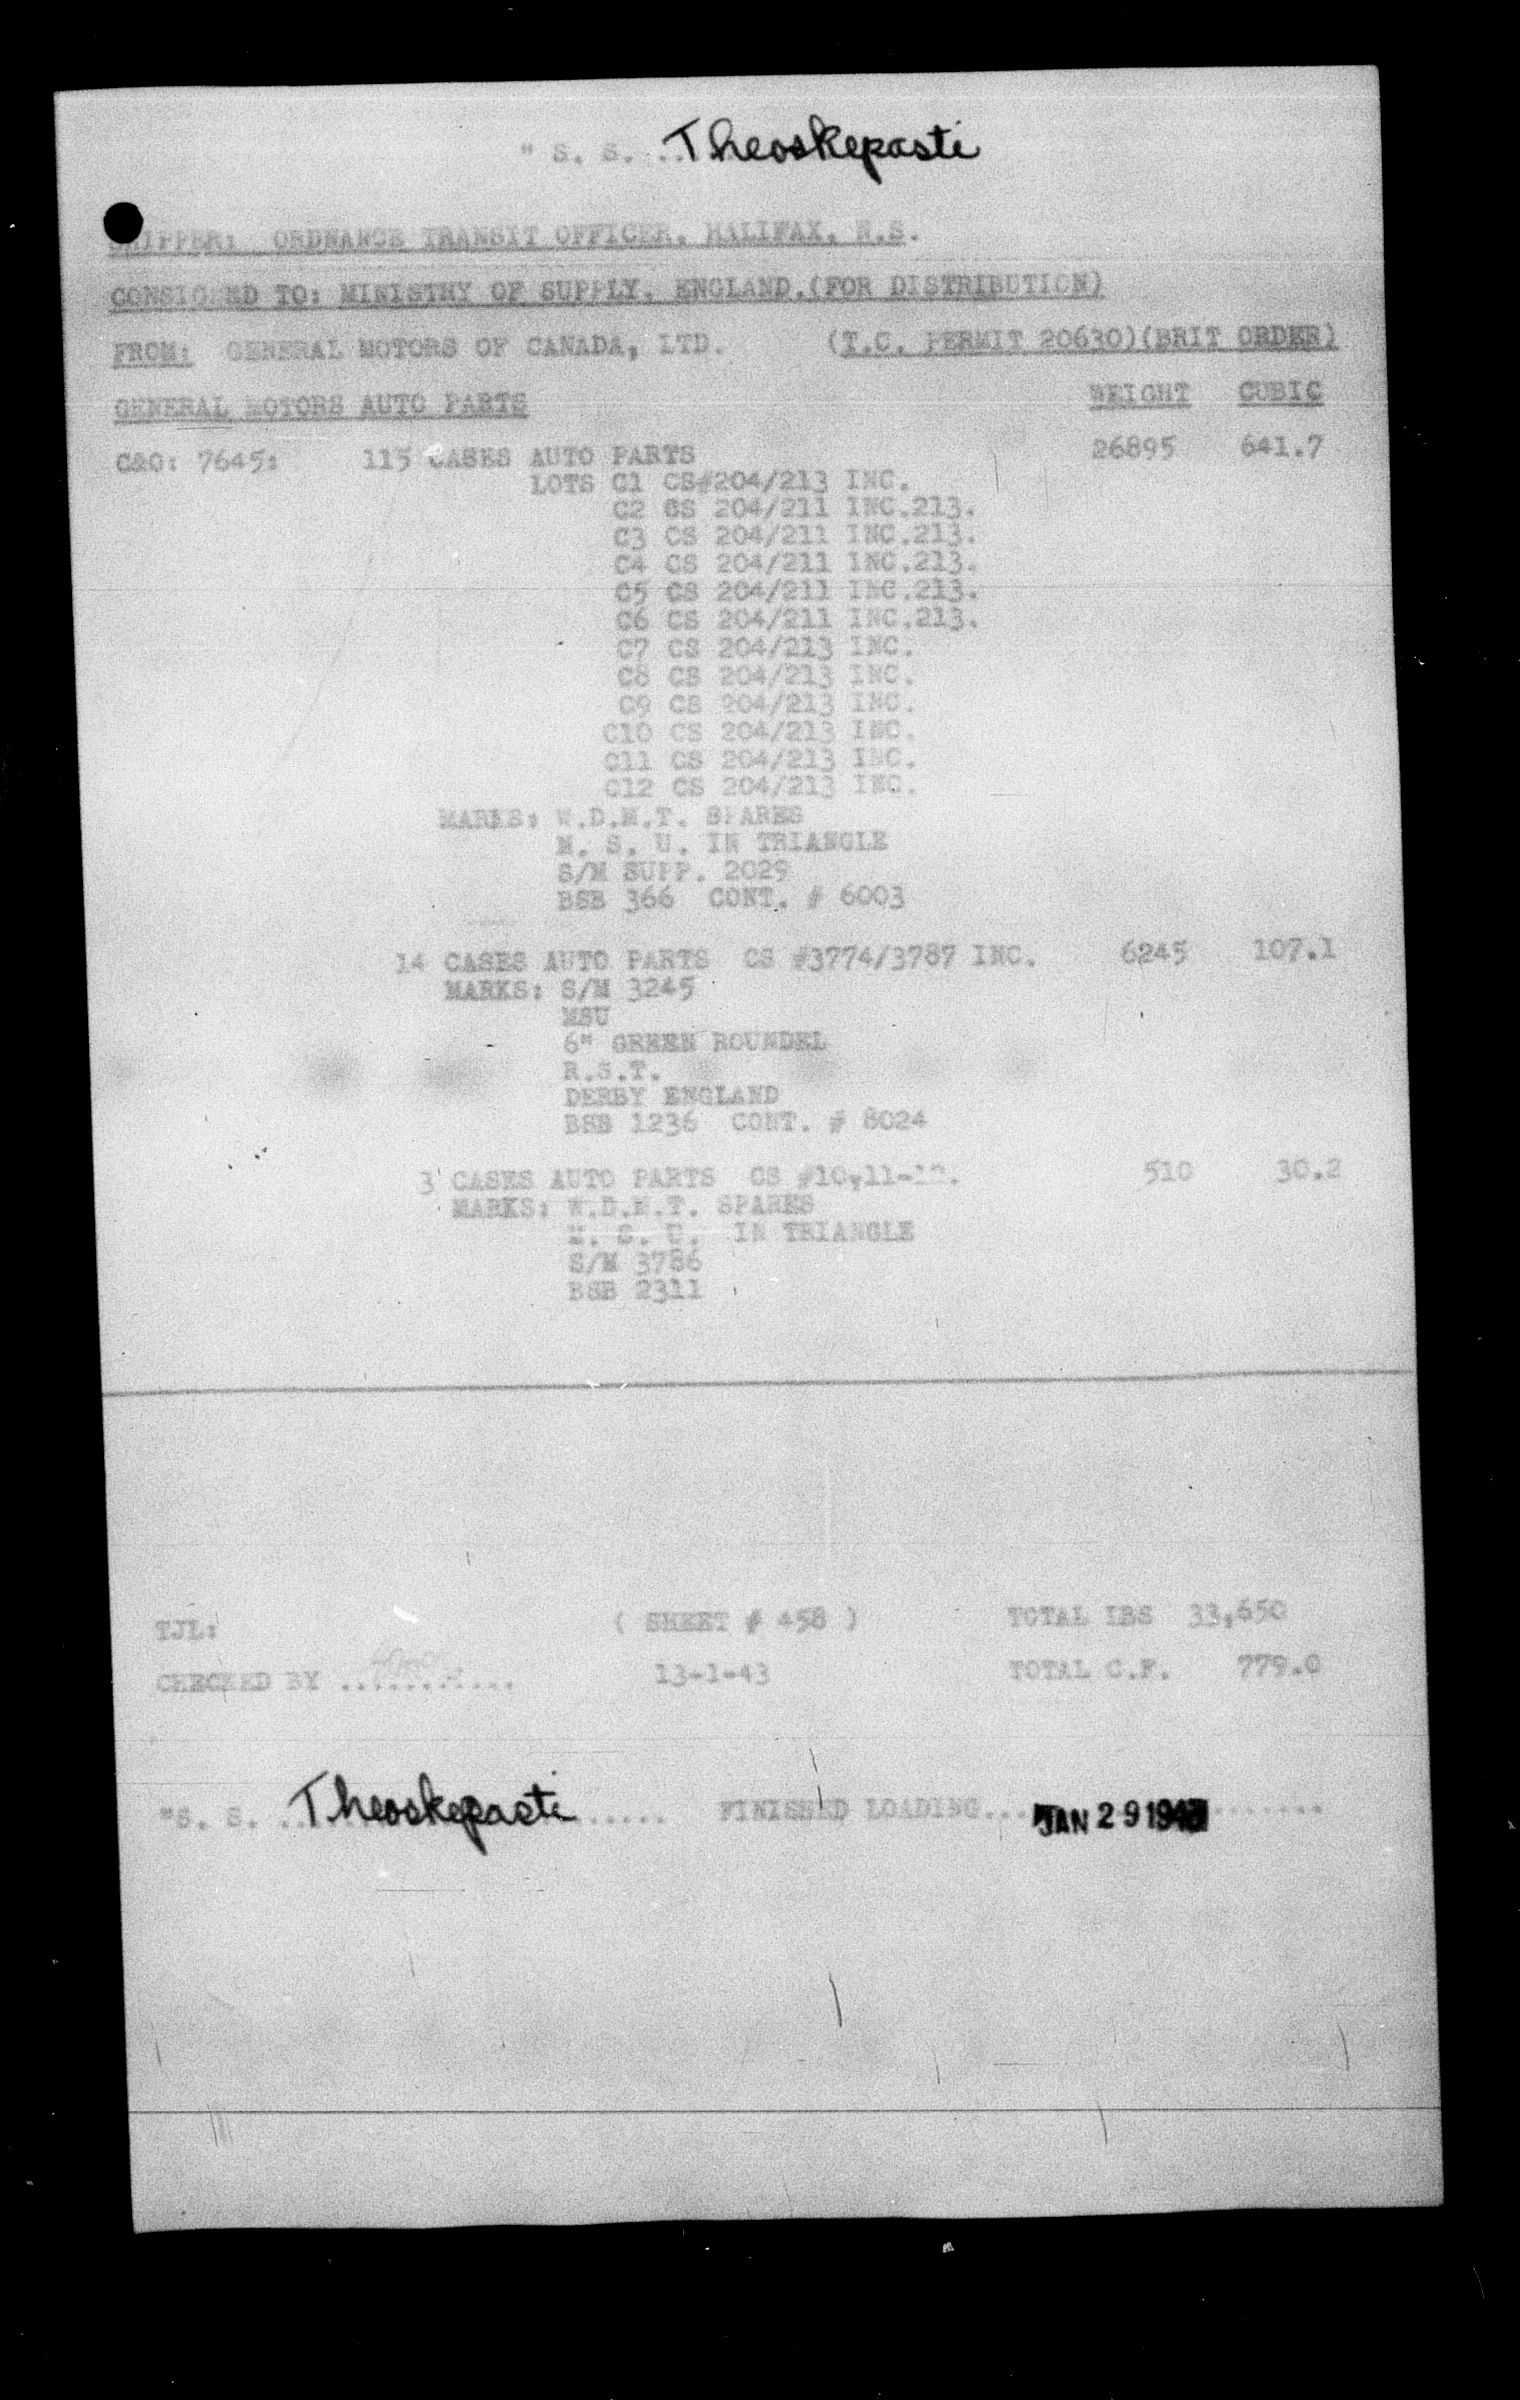 " S. S. .. Theoskepasti
SHIPPER: ORDNANCE TRANSIT OFFICER, HALIFAX, N.S.
CONSIGNED TO: MINISTRY OF SUPPLY, ENGLAND.(FOR DISTRIBUTION)
FROM: GENERAL MOTORS OF CANADA, LTD. (T.C. PERMIT 20630)(BRIT ORDER)
GENERAL MOTORS AUTO PARTS WEIGHT CUBIC
C&O: 7645: 115 CASES AUTO PARTS 26895 641.7
LOTS C1 CS#204/213 INC.
C2 CS 204/211 INC.213.
C3 CS 204/211 INC.213.
C4 CS 204/211 INC.213.
C5 CS 204/211 INC.213.
C6 CS 204/211 INC.213.
C7 CS 204/213 INC.
C8 CS 204/213 INC.
C9 CS 204/213 INC.
C10 CS 204/213 INC.
C11 CS 204/213 INC.
C12 CS 204/213 INC.
MARKS: W.D.M.T. SPARES
M. S. U. IN TRIANGLE
S/M SUPP. 2029
BSB 366 CONT. # 6003
14 CASES AUTO PARTS CS #3774/3787 INC. 6245 107.1
MARKS: S/M 3245
MSU
6" GREEN ROUNDEL
R.S.T.
DERBY ENGLAND
BSB 1236 CONT. # 8024
3 CASES AUTO PARTS CS #10,11-12. 510 30.2
MARKS: W.D.M.T. SPARES
M. S. U. IN TRIANGLE
S/M 3786
BSB 2311
TJL: ( SHEET # 458 ) TOTAL LBS 33,650
CHECKED BY ........... 13-1-43 TOTAL C.F. 779.0
"S. S. .. Theoskepasti ...... FINISHED LOADING.... JAN 29 1943 .......